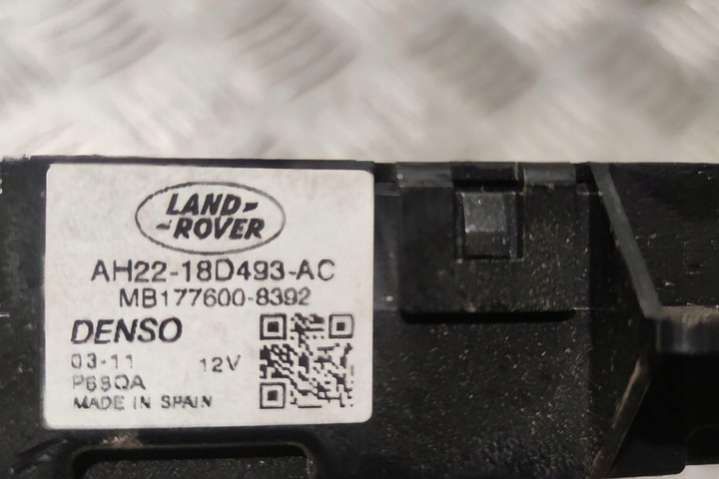 LAND-
-ROVER
AH22-18D493-AC
MB177600-8392
DENSO
03-11 12V
P68QA
MADE IN SPAIN